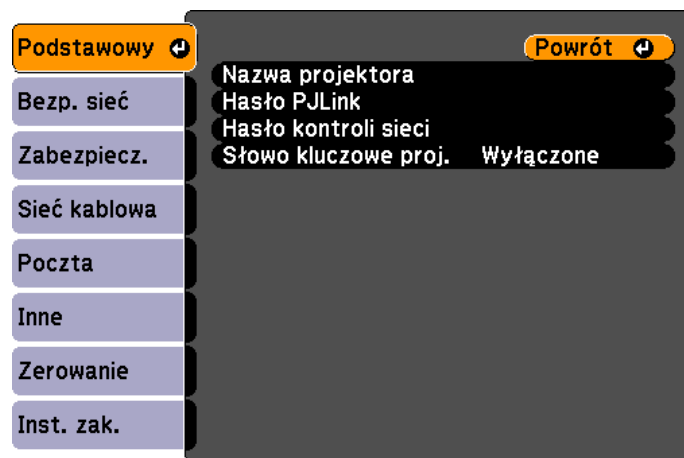 Podstawowy
Bezp. sieć
Zabezpiecz.
Sieć kablowa
Poczta
Inne
Zerowanie
Inst. zak.
Powrót
Nazwa projektora
Hasło PJLink
Hasło kontroli sieci
Słowo kluczowe proj. Wyłączone